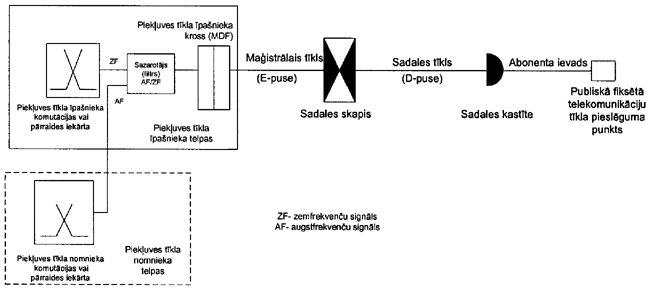 Piekļuves tīkla īpašnieka
kross (MDF)
ZF
Sazarotājs
(filtrs)
AF/ZF
AF
Piekļuves tīkla īpašnieka
komutācijas vai
pārraides iekārta
Piekļuves tīkla
īpašnieka telpas
Maģistrālais tīkls
(E-puse)
Sadales skapis
Sadales tīkls
(D-puse)
Sadales kastīte
Abonenta ievads
Publiskā fiksētā
telekomunikāciju
tīkla pieslēguma
punkts
Piekļuves tīkla nomnieka
komutācijas vai
pārraides iekārta
Piekļuves tīkla
nomnieka
telpas
ZF- zemfrekvenču signāls
AF- augstfrekvenču signāls